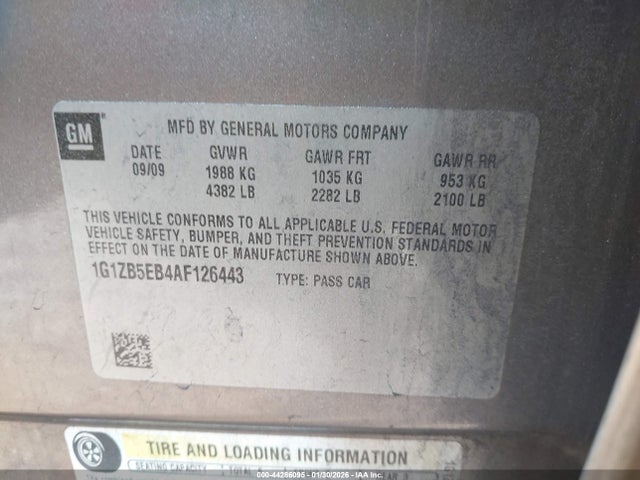 GM
MFD BY GENERAL MOTORS COMPANY
DATE GVWR GAWR FRT GAWR RR
09/09 1988 KG 1035 KG 953 KG
4382 LB 2282 LB 2100 LB
THIS VEHICLE CONFORMS TO ALL APPLICABLE U.S. FEDERAL MOTOR
VEHICLE SAFETY, BUMPER, AND THEFT PREVENTION STANDARDS IN
EFFECT ON THE DATE OF MANUFACTURE SHOWN ABOVE.
1G1ZB5EB4AF126443 TYPE: PASS CAR
TIRE AND LOADING INFORMATION
SEATING CAPACITY
© 000-44286095 - 01/30/2026 - IAA Inc.